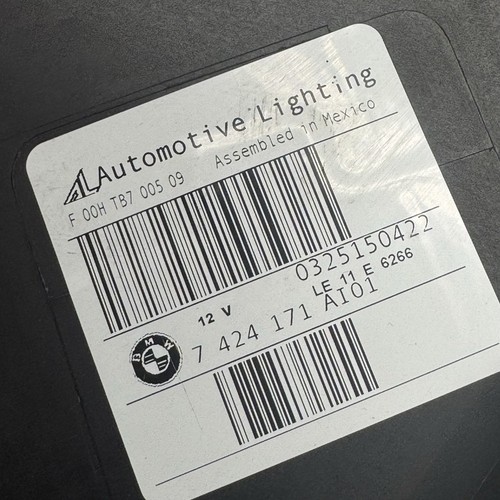 AL Automotive Lighting
Assembled in Mexico
F 00H TB7 005 09
0325150422
12 V
LE 11 E 6266
BMW
7 424 171 AI01